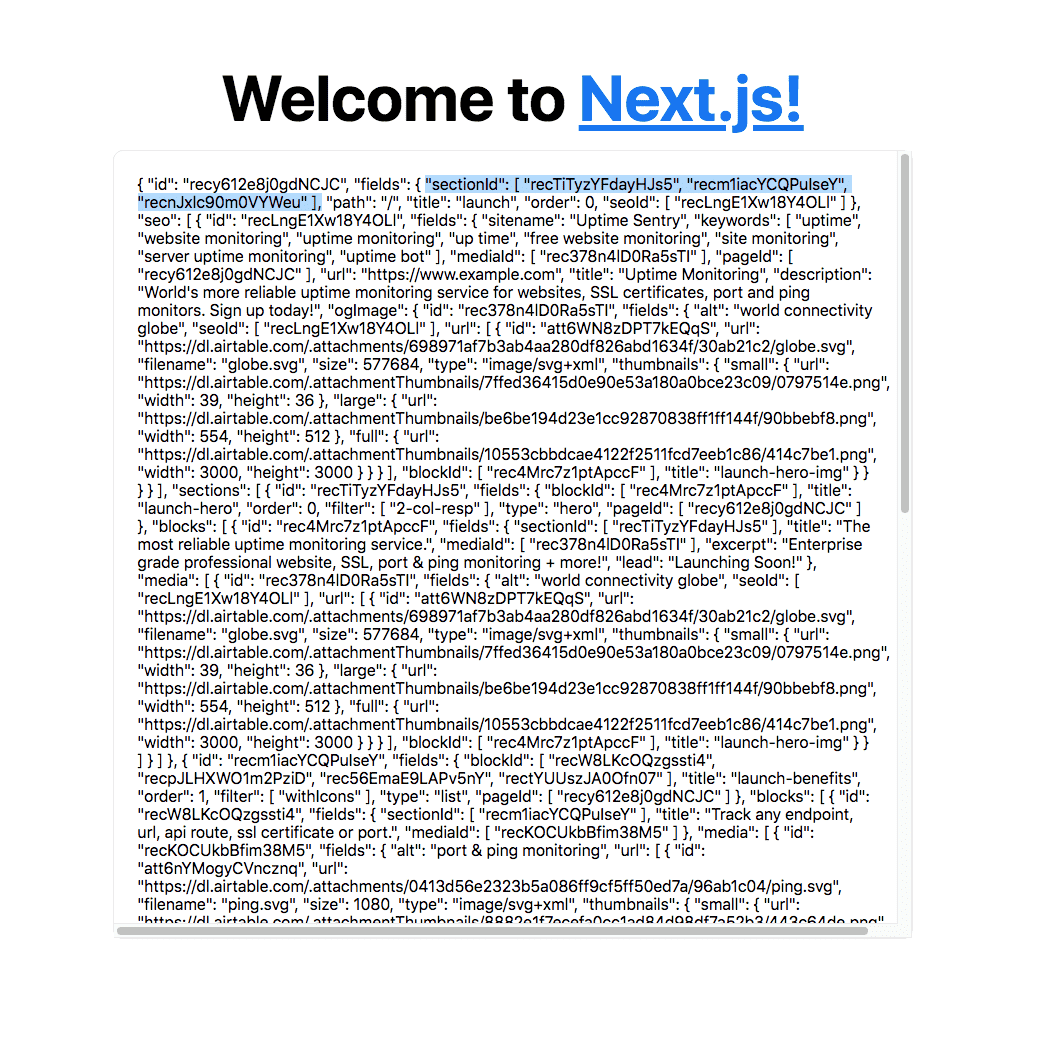 Welcome to Next.js!
{ "id": "recy612e8j0gdNCJC", "fields": { "sectionId": [ "recTiTyzYFdayHJs5", "recm1iacYCQPuIseY",
"recnJxIc90m0VYWeu" ], "path": "/", "title": "launch", "order": 0, "seoId": [ "recLngE1Xw18Y4OLl" ] },
"seo": [ { "id": "recLngE1Xw18Y4OLl", "fields": { "sitename": "Uptime Sentry", "keywords": [ "uptime",
"website monitoring", "uptime monitoring", "up time", "free website monitoring", "site monitoring",
"server uptime monitoring", "uptime bot" ], "mediaId": [ "rec378n4lD0Ra5sTI" ], "pageId": [
"recy612e8j0gdNCJC" ], "url": "https://www.example.com", "title": "Uptime Monitoring", "description":
"World's more reliable uptime monitoring service for websites, SSL certificates, port and ping
monitors. Sign up today!", "ogImage": { "id": "rec378n4lD0Ra5sTI", "fields": { "alt": "world connectivity
globe", "seoId": [ "recLngE1Xw18Y4OLl" ], "url": [ { "id": "att6WN8zDPT7kEQqS", "url":
"https://dl.airtable.com/.attachments/698971af7b3ab4aa280df826abd1634f/30ab21c2/globe.svg",
"filename": "globe.svg", "size": 577684, "type": "image/svg+xml", "thumbnails": { "small": { "url":
"https://dl.airtable.com/.attachmentThumbnails/7ffed36415d0e90e53a180a0bce23c09/0797514e.png",
"width": 39, "height": 36 }, "large": { "url":
"https://dl.airtable.com/.attachmentThumbnails/be6be194d23e1cc92870838ff1ff144f/90bbebf8.png",
"width": 554, "height": 512 }, "full": { "url":
"https://dl.airtable.com/.attachmentThumbnails/10553cbbdcae4122f2511fcd7eeb1c86/414c7be1.png",
"width": 3000, "height": 3000 } } } ], "blockId": [ "rec4Mrc7z1ptApccF" ], "title": "launch-hero-img" } }
} } ], "sections": [ { "id": "recTiTyzYFdayHJs5", "fields": { "blockId": [ "rec4Mrc7z1ptApccF" ], "title":
"launch-hero", "order": 0, "filter": [ "2-col-resp" ], "type": "hero", "pageId": [ "recy612e8j0gdNCJC" ]
}, "blocks": [ { "id": "rec4Mrc7z1ptApccF", "fields": { "sectionId": [ "recTiTyzYFdayHJs5" ], "title": "The
most reliable uptime monitoring service.", "mediaId": [ "rec378n4lD0Ra5sTI" ], "excerpt": "Enterprise
grade professional website, SSL, port & ping monitoring + more!", "lead": "Launching Soon!" },
"media": [ { "id": "rec378n4lD0Ra5sTI", "fields": { "alt": "world connectivity globe", "seoId": [
"recLngE1Xw18Y4OLl" ], "url": [ { "id": "att6WN8zDPT7kEQqS", "url":
"https://dl.airtable.com/.attachments/698971af7b3ab4aa280df826abd1634f/30ab21c2/globe.svg",
"filename": "globe.svg", "size": 577684, "type": "image/svg+xml", "thumbnails": { "small": { "url":
"https://dl.airtable.com/.attachmentThumbnails/7ffed36415d0e90e53a180a0bce23c09/0797514e.png",
"width": 39, "height": 36 }, "large": { "url":
"https://dl.airtable.com/.attachmentThumbnails/be6be194d23e1cc92870838ff1ff144f/90bbebf8.png",
"width": 554, "height": 512 }, "full": { "url":
"https://dl.airtable.com/.attachmentThumbnails/10553cbbdcae4122f2511fcd7eeb1c86/414c7be1.png",
"width": 3000, "height": 3000 } } } ], "blockId": [ "rec4Mrc7z1ptApccF" ], "title": "launch-hero-img" } }
] } ] }, { "id": "recm1iacYCQPuIseY", "fields": { "blockId": [ "recW8LKcOQzgssti4",
"recpJLHXWO1m2PziD", "rec56EmaE9LAPv5nY", "rectYUUszJA0Ofn07" ], "title": "launch-benefits",
"order": 1, "filter": [ "withIcons" ], "type": "list", "pageId": [ "recy612e8j0gdNCJC" ] }, "blocks": [ { "id":
"recW8LKcOQzgssti4", "fields": { "sectionId": [ "recm1iacYCQPuIseY" ], "title": "Track any endpoint,
url, api route, ssl certificate or port.", "mediaId": [ "recKOCUkbBfim38M5" ] }, "media": [ { "id":
"recKOCUkbBfim38M5", "fields": { "alt": "port & ping monitoring", "url": [ { "id":
"att6nYMogyCVncznq", "url":
"https://dl.airtable.com/.attachments/0413d56e2323b5a086ff9cf5ff50ed7a/96ab1c04/ping.svg",
"filename": "ping.svg", "size": 1080, "type": "image/svg+xml", "thumbnails": { "small": { "url":